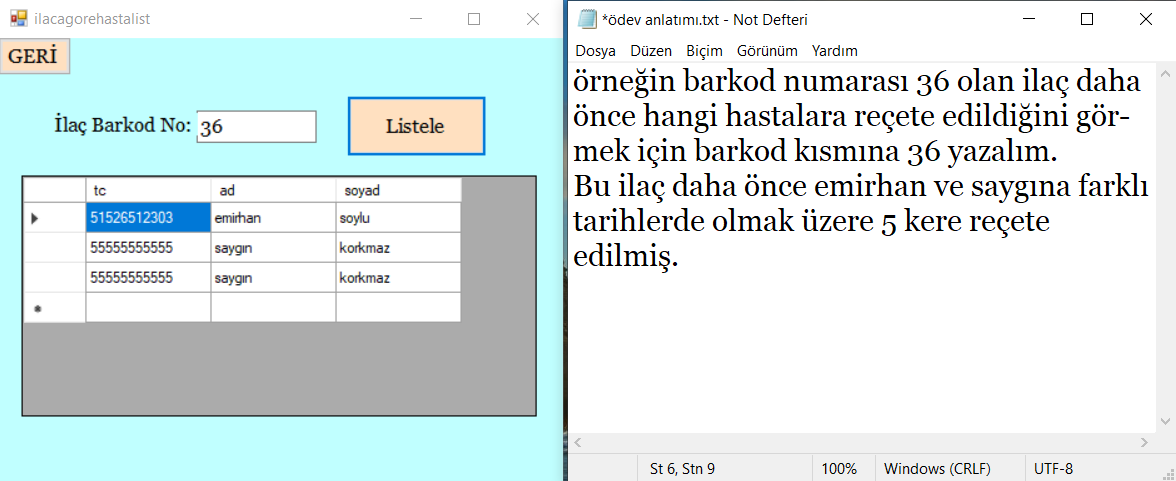 ilacagorehastalist
GERİ
İlaç Barkod No: 36
Listele
tc ad soyad
51526512303 emirhan soylu
55555555555 saygın korkmaz
55555555555 saygın korkmaz
*ödev anlatımı.txt - Not Defteri
Dosya Düzen Biçim Görünüm Yardım
örneğin barkod numarası 36 olan ilaç daha
önce hangi hastalara reçete edildiğini gör-
mek için barkod kısmına 36 yazalım.
Bu ilaç daha önce emirhan ve saygına farklı
tarihlerde olmak üzere 5 kere reçete
edilmiş.
St 6, Stn 9 100% Windows (CRLF) UTF-8